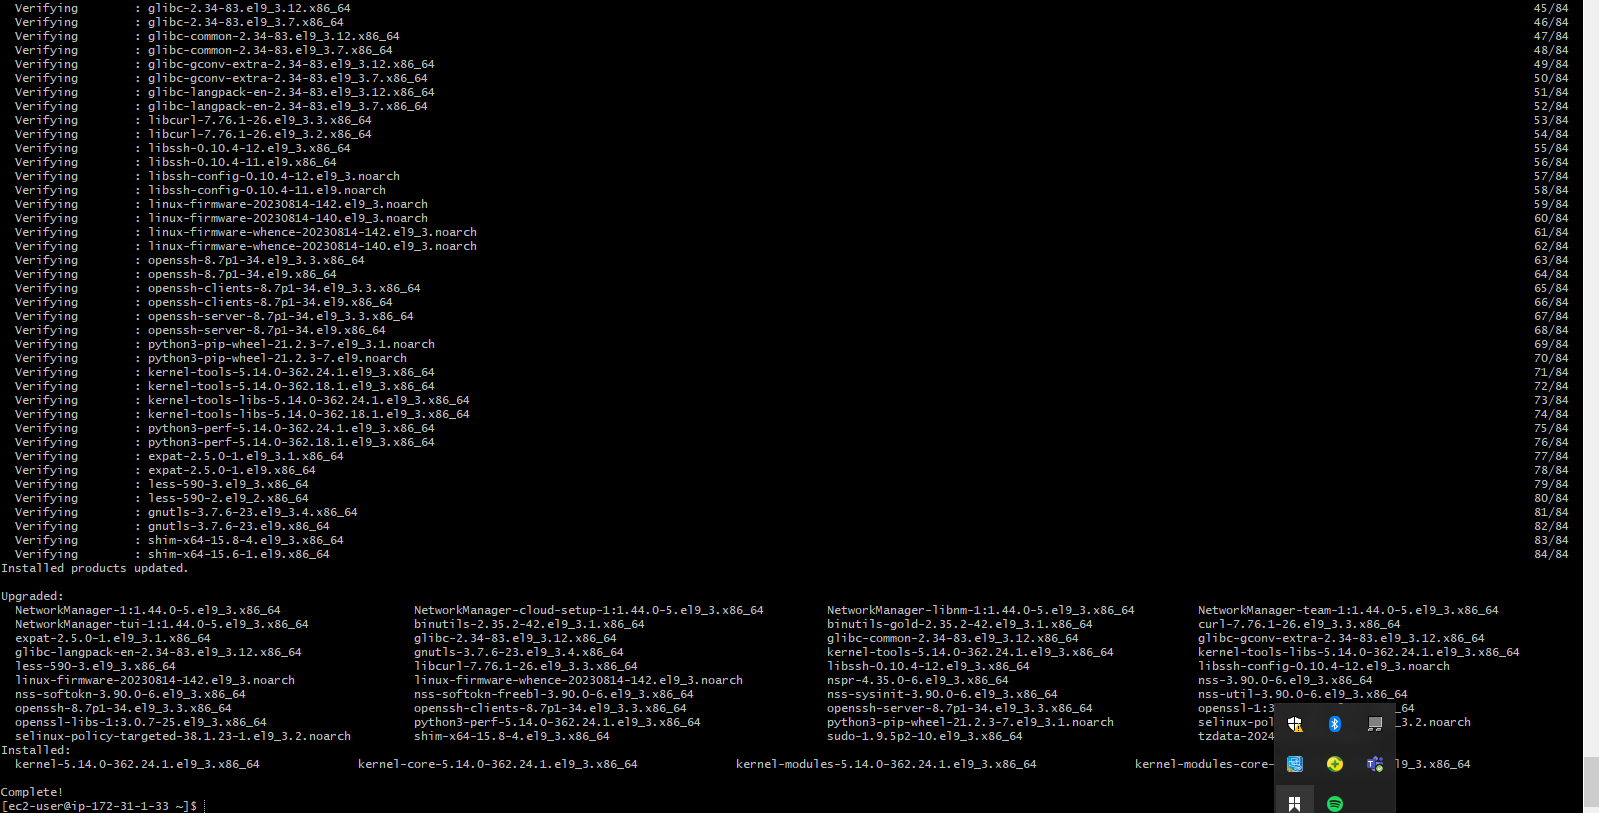 Verifying : glibc-2.34-83.el9_3.12.x86_64 45/84
Verifying : glibc-2.34-83.el9_3.7.x86_64 46/84
Verifying : glibc-common-2.34-83.el9_3.12.x86_64 47/84
Verifying : glibc-common-2.34-83.el9_3.7.x86_64 48/84
Verifying : glibc-gconv-extra-2.34-83.el9_3.12.x86_64 49/84
Verifying : glibc-gconv-extra-2.34-83.el9_3.7.x86_64 50/84
Verifying : glibc-langpack-en-2.34-83.el9_3.12.x86_64 51/84
Verifying : glibc-langpack-en-2.34-83.el9_3.7.x86_64 52/84
Verifying : libcurl-7.76.1-26.el9_3.3.x86_64 53/84
Verifying : libcurl-7.76.1-26.el9_3.2.x86_64 54/84
Verifying : libssh-0.10.4-12.el9_3.x86_64 55/84
Verifying : libssh-0.10.4-11.el9.x86_64 56/84
Verifying : libssh-config-0.10.4-12.el9_3.noarch 57/84
Verifying : libssh-config-0.10.4-11.el9.noarch 58/84
Verifying : linux-firmware-20230814-142.el9_3.noarch 59/84
Verifying : linux-firmware-20230814-140.el9_3.noarch 60/84
Verifying : linux-firmware-whence-20230814-142.el9_3.noarch 61/84
Verifying : linux-firmware-whence-20230814-140.el9_3.noarch 62/84
Verifying : openssh-8.7p1-34.el9_3.3.x86_64 63/84
Verifying : openssh-8.7p1-34.el9.x86_64 64/84
Verifying : openssh-clients-8.7p1-34.el9_3.3.x86_64 65/84
Verifying : openssh-clients-8.7p1-34.el9.x86_64 66/84
Verifying : openssh-server-8.7p1-34.el9_3.3.x86_64 67/84
Verifying : openssh-server-8.7p1-34.el9.x86_64 68/84
Verifying : python3-pip-wheel-21.2.3-7.el9_3.1.noarch 69/84
Verifying : python3-pip-wheel-21.2.3-7.el9.noarch 70/84
Verifying : kernel-tools-5.14.0-362.24.1.el9_3.x86_64 71/84
Verifying : kernel-tools-5.14.0-362.18.1.el9_3.x86_64 72/84
Verifying : kernel-tools-libs-5.14.0-362.24.1.el9_3.x86_64 73/84
Verifying : kernel-tools-libs-5.14.0-362.18.1.el9_3.x86_64 74/84
Verifying : python3-perf-5.14.0-362.24.1.el9_3.x86_64 75/84
Verifying : python3-perf-5.14.0-362.18.1.el9_3.x86_64 76/84
Verifying : expat-2.5.0-1.el9_3.1.x86_64 77/84
Verifying : expat-2.5.0-1.el9.x86_64 78/84
Verifying : less-590-3.el9_3.x86_64 79/84
Verifying : less-590-2.el9_2.x86_64 80/84
Verifying : gnutls-3.7.6-23.el9_3.4.x86_64 81/84
Verifying : gnutls-3.7.6-23.el9.x86_64 82/84
Verifying : shim-x64-15.8-4.el9_3.x86_64 83/84
Verifying : shim-x64-15.6-1.el9.x86_64 84/84
Installed products updated.
Upgraded:
NetworkManager-1:1.44.0-5.el9_3.x86_64 NetworkManager-cloud-setup-1:1.44.0-5.el9_3.x86_64 NetworkManager-libnm-1:1.44.0-5.el9_3.x86_64 NetworkManager-team-1:1.44.0-5.el9_3.x86_64
NetworkManager-tui-1:1.44.0-5.el9_3.x86_64 binutils-2.35.2-42.el9_3.1.x86_64 binutils-gold-2.35.2-42.el9_3.1.x86_64 curl-7.76.1-26.el9_3.3.x86_64
expat-2.5.0-1.el9_3.1.x86_64 glibc-2.34-83.el9_3.12.x86_64 glibc-common-2.34-83.el9_3.12.x86_64 glibc-gconv-extra-2.34-83.el9_3.12.x86_64
glibc-langpack-en-2.34-83.el9_3.12.x86_64 gnutls-3.7.6-23.el9_3.4.x86_64 kernel-tools-5.14.0-362.24.1.el9_3.x86_64 kernel-tools-libs-5.14.0-362.24.1.el9_3.x86_64
less-590-3.el9_3.x86_64 libcurl-7.76.1-26.el9_3.3.x86_64 libssh-0.10.4-12.el9_3.x86_64 libssh-config-0.10.4-12.el9_3.noarch
linux-firmware-20230814-142.el9_3.noarch linux-firmware-whence-20230814-142.el9_3.noarch nspr-4.35.0-6.el9_3.x86_64 nss-3.90.0-6.el9_3.x86_64
nss-softokn-3.90.0-6.el9_3.x86_64 nss-softokn-freebl-3.90.0-6.el9_3.x86_64 nss-sysinit-3.90.0-6.el9_3.x86_64 nss-util-3.90.0-6.el9_3.x86_64
openssh-8.7p1-34.el9_3.3.x86_64 openssh-clients-8.7p1-34.el9_3.3.x86_64 openssh-server-8.7p1-34.el9_3.3.x86_64 openssl-1:3 _64
openssl-libs-1:3.0.7-25.el9_3.x86_64 python3-perf-5.14.0-362.24.1.el9_3.x86_64 python3-pip-wheel-21.2.3-7.el9_3.1.noarch selinux-pol _3.2.noarch
selinux-policy-targeted-38.1.23-1.el9_3.2.noarch shim-x64-15.8-4.el9_3.x86_64 sudo-1.9.5p2-10.el9_3.x86_64 tzdata-2024
Installed:
kernel-5.14.0-362.24.1.el9_3.x86_64 kernel-core-5.14.0-362.24.1.el9_3.x86_64 kernel-modules-5.14.0-362.24.1.el9_3.x86_64 kernel-modules-core- l9_3.x86_64
Complete!
[ec2-user@ip-172-31-1-33 ~]$